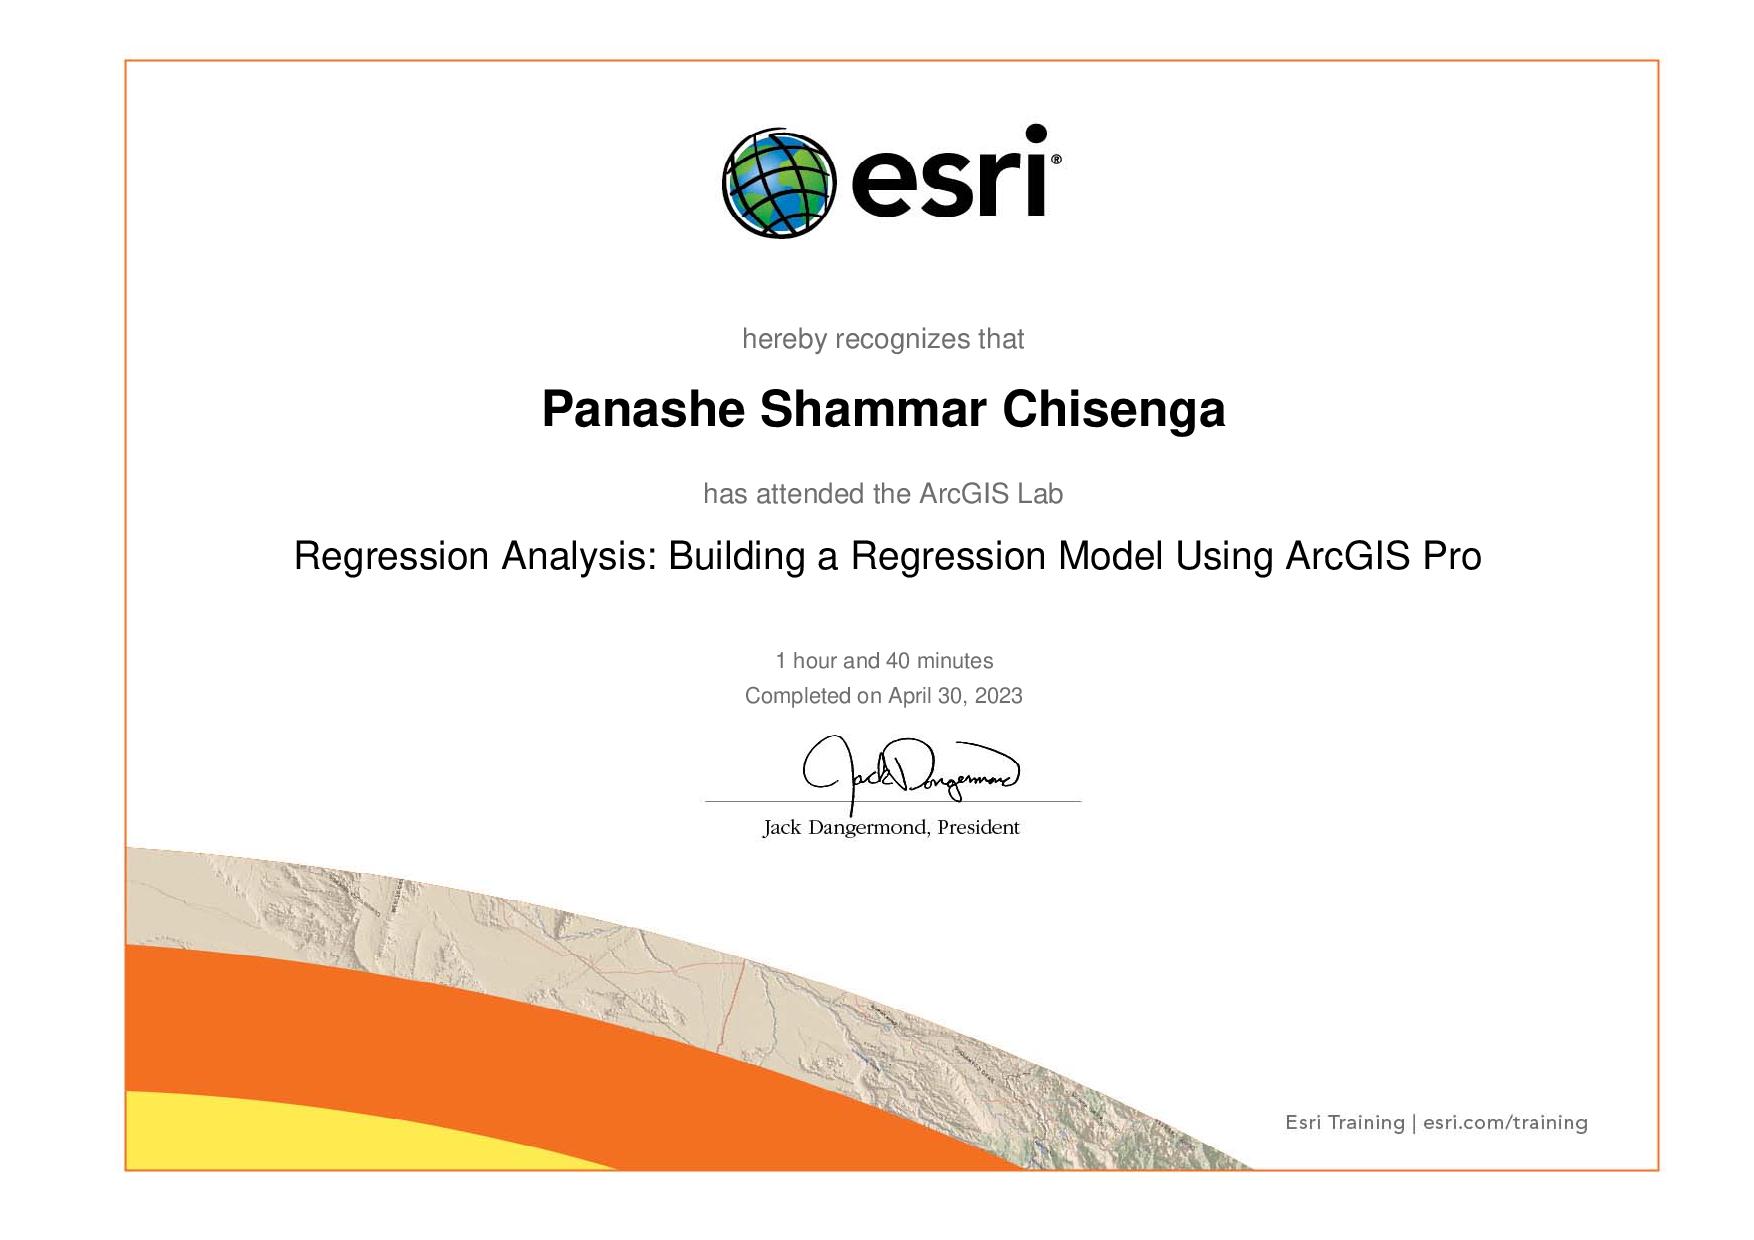 esri®
hereby recognizes that
Panashe Shammar Chisenga
has attended the ArcGIS Lab
Regression Analysis: Building a Regression Model Using ArcGIS Pro
1 hour and 40 minutes
Completed on April 30, 2023
Jack Dangermond
Jack Dangermond, President
Esri Training | esri.com/training